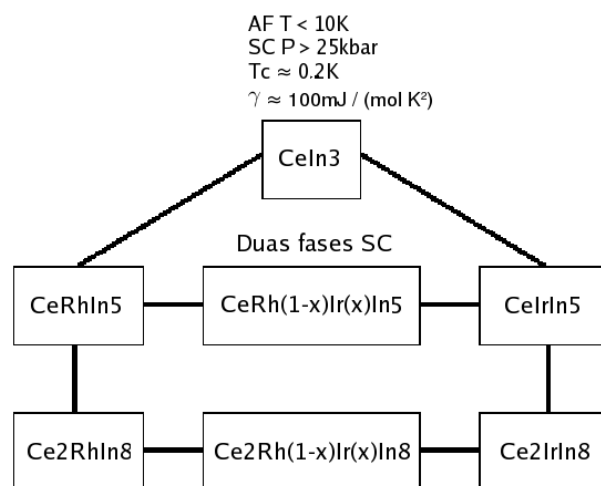 AF T < 10K
SC P > 25kbar
Tc ≈ 0.2K
γ ≈ 100mJ / (mol K²)
CeIn3
Duas fases SC
CeRhIn5 CeRh(1-x)Ir(x)In5 CeIrIn5
Ce2RhIn8 Ce2Rh(1-x)Ir(x)In8 Ce2IrIn8